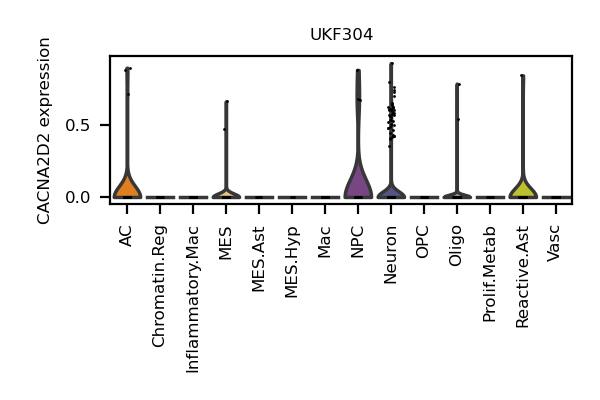 UKF304
CACNA2D2 expression
0.5
0.0
AC
Chromatin.Reg
Inflammatory.Mac
MES
MES.Ast
MES.Hyp
Mac
NPC
Neuron
OPC
Oligo
Prolif.Metab
Reactive.Ast
Vasc